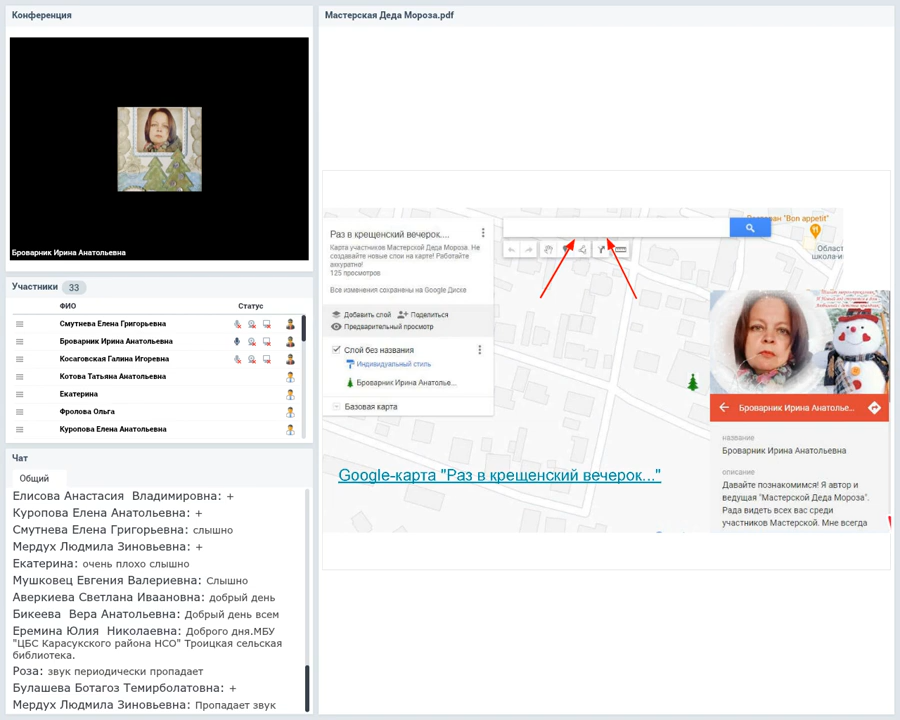 Конференция
Броварник Ирина Анатольевна
Участники 33
ФИО Статус
Смутнева Елена Григорьевна
Броварник Ирина Анатольевна
Косаговская Галина Игоревна
Котова Татьяна Анатольевна
Екатерина
Фролова Ольга
Куропова Елена Анатольевна
Чат
Общий
Елисова Анастасия Владимировна: +
Куропова Елена Анатольевна: +
Смутнева Елена Григорьевна: слышно
Мердух Людмила Зиновьевна: +
Екатерина: очень плохо слышно
Мушковец Евгения Валериевна: Слышно
Аверкиева Светлана Иваановна: добрый день
Бикеева Вера Анатольевна: Добрый день всем
Еремина Юлия Николаевна: Доброго дня.МБУ
"ЦБС Карасукского района НСО" Троицкая сельская
библиотека.
Роза: звук периодически пропадает
Булашева Ботагоз Темирболатовна: +
Мердух Людмила Зиновьевна: Пропадает звук
Мастерская Деда Мороза.pdf
Раз в крещенский вечерок....
Карта участников Мастерской Деда Мороза. Не
создавайте новые слои на карте! Работайте
аккуратно!
125 просмотров
Все изменения сохранены на Google Диске
Добавить слой Поделиться
Предварительный просмотр
Слой без названия
Индивидуальный стиль
Броварник Ирина Анатолье...
Базовая карта
"Bon appetit"
Област
школа-и
Google-карта "Раз в крещенский вечерок..."
Броварник Ирина Анатолье...
название
Броварник Ирина Анатольевна
описание
Давайте познакомимся! Я автор и
ведущая "Мастерской Деда Мороза".
Рада видеть всех вас среди
участников Мастерской. Мне всегда